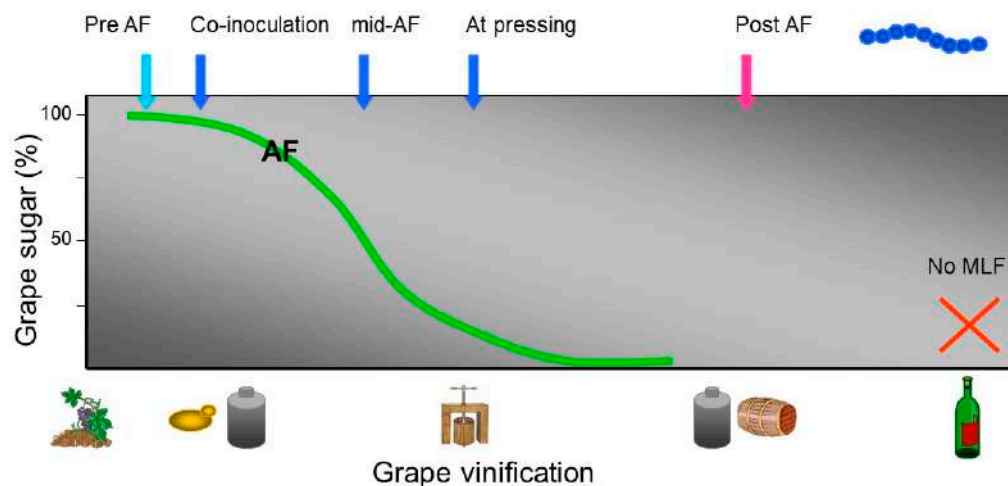 Pre AF
Co-inoculation
mid-AF
At pressing
Post AF
100
AF
50
Grape sugar (%)
No MLF
Grape vinification